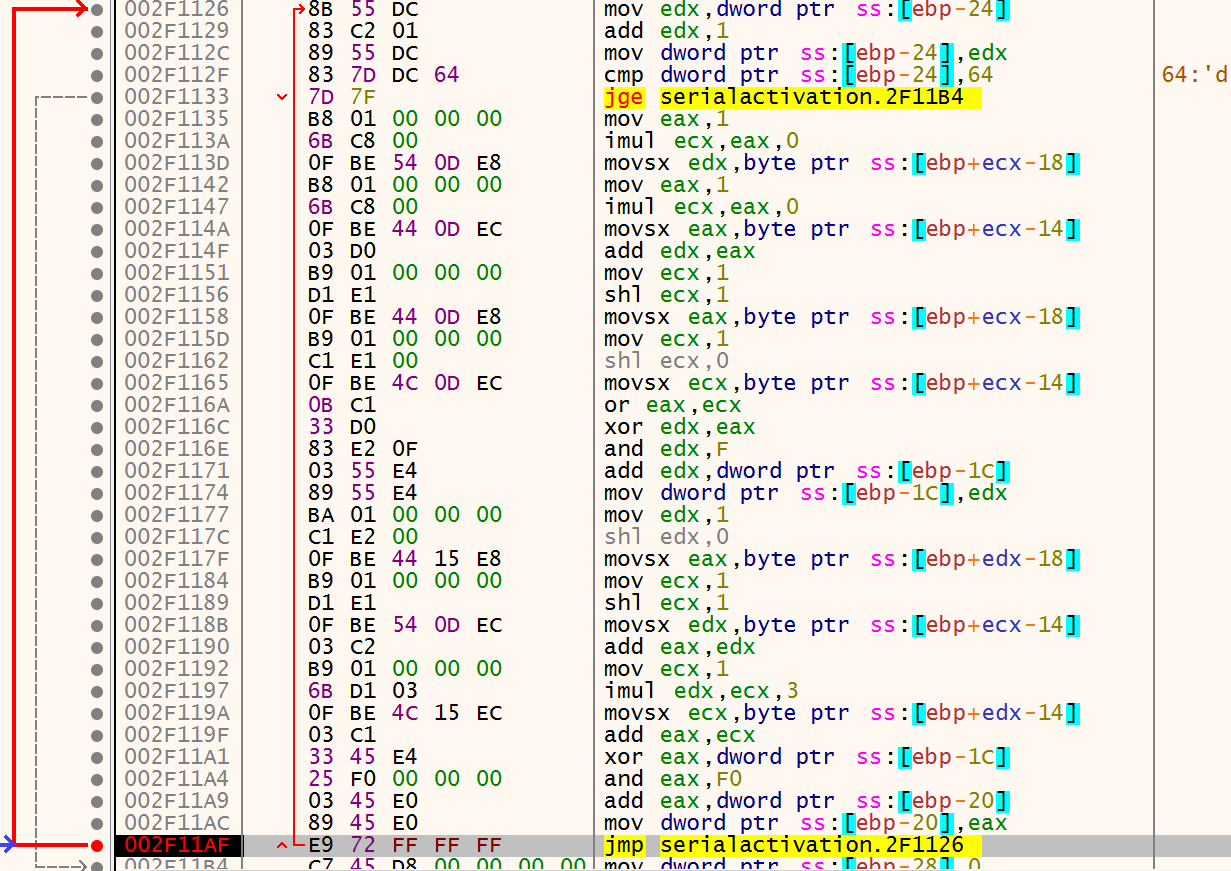 002F1126 8B 55 DC mov edx,dword ptr ss:[ebp-24]
002F1129 83 C2 01 add edx,1
002F112C 89 55 DC mov dword ptr ss:[ebp-24],edx
002F112F 83 7D DC 64 cmp dword ptr ss:[ebp-24],64 64:'d
002F1133 7D 7F jge serialactivation.2F11B4
002F1135 B8 01 00 00 00 mov eax,1
002F113A 6B C8 00 imul ecx,eax,0
002F113D 0F BE 54 0D E8 movsx edx,byte ptr ss:[ebp+ecx-18]
002F1142 B8 01 00 00 00 mov eax,1
002F1147 6B C8 00 imul ecx,eax,0
002F114A 0F BE 44 0D EC movsx eax,byte ptr ss:[ebp+ecx-14]
002F114F 03 D0 add edx,eax
002F1151 B9 01 00 00 00 mov ecx,1
002F1156 D1 E1 shl ecx,1
002F1158 0F BE 44 0D E8 movsx eax,byte ptr ss:[ebp+ecx-18]
002F115D B9 01 00 00 00 mov ecx,1
002F1162 C1 E1 00 shl ecx,0
002F1165 0F BE 4C 0D EC movsx ecx,byte ptr ss:[ebp+ecx-14]
002F116A 0B C1 or eax,ecx
002F116C 33 D0 xor edx,eax
002F116E 83 E2 0F and edx,F
002F1171 03 55 E4 add edx,dword ptr ss:[ebp-1C]
002F1174 89 55 E4 mov dword ptr ss:[ebp-1C],edx
002F1177 BA 01 00 00 00 mov edx,1
002F117C C1 E2 00 shl edx,0
002F117F 0F BE 44 15 E8 movsx eax,byte ptr ss:[ebp+edx-18]
002F1184 B9 01 00 00 00 mov ecx,1
002F1189 D1 E1 shl ecx,1
002F118B 0F BE 54 0D EC movsx edx,byte ptr ss:[ebp+ecx-14]
002F1190 03 C2 add eax,edx
002F1192 B9 01 00 00 00 mov ecx,1
002F1197 6B D1 03 imul edx,ecx,3
002F119A 0F BE 4C 15 EC movsx ecx,byte ptr ss:[ebp+edx-14]
002F119F 03 C1 add eax,ecx
002F11A1 33 45 E4 xor eax,dword ptr ss:[ebp-1C]
002F11A4 25 F0 00 00 00 and eax,F0
002F11A9 03 45 E0 add eax,dword ptr ss:[ebp-20]
002F11AC 89 45 E0 mov dword ptr ss:[ebp-20],eax
002F11AF E9 72 FF FF FF jmp serialactivation.2F1126
002F11B4 C7 45 D8 00 00 00 00 mov dword ptr ss:[ebp-28],0